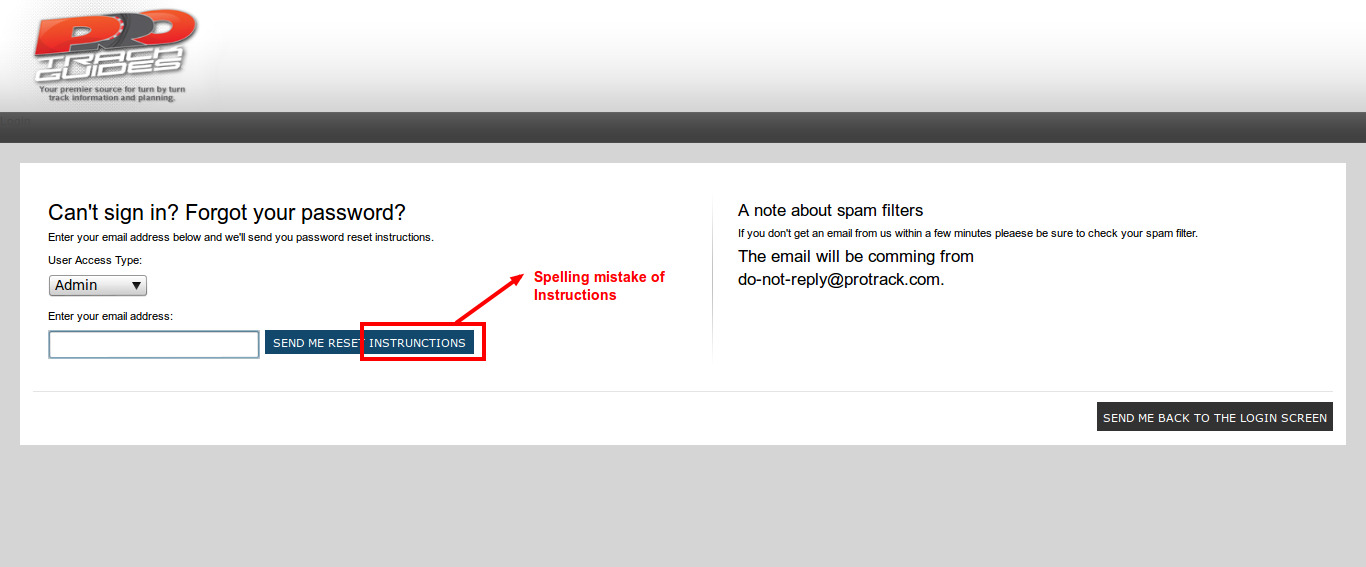 PRO
TRACK
GUIDES
Your premier source for turn by turn
track information and planning.
Login
Can't sign in? Forgot your password?
Enter your email address below and we'll send you password reset instructions.
User Access Type:
Admin
Enter your email address:
SEND ME RESET INSTRUNCTIONS
Spelling mistake of
Instructions
A note about spam filters
If you don't get an email from us within a few minutes pleaese be sure to check your spam filter.
The email will be comming from
do-not-reply@protrack.com.
SEND ME BACK TO THE LOGIN SCREEN